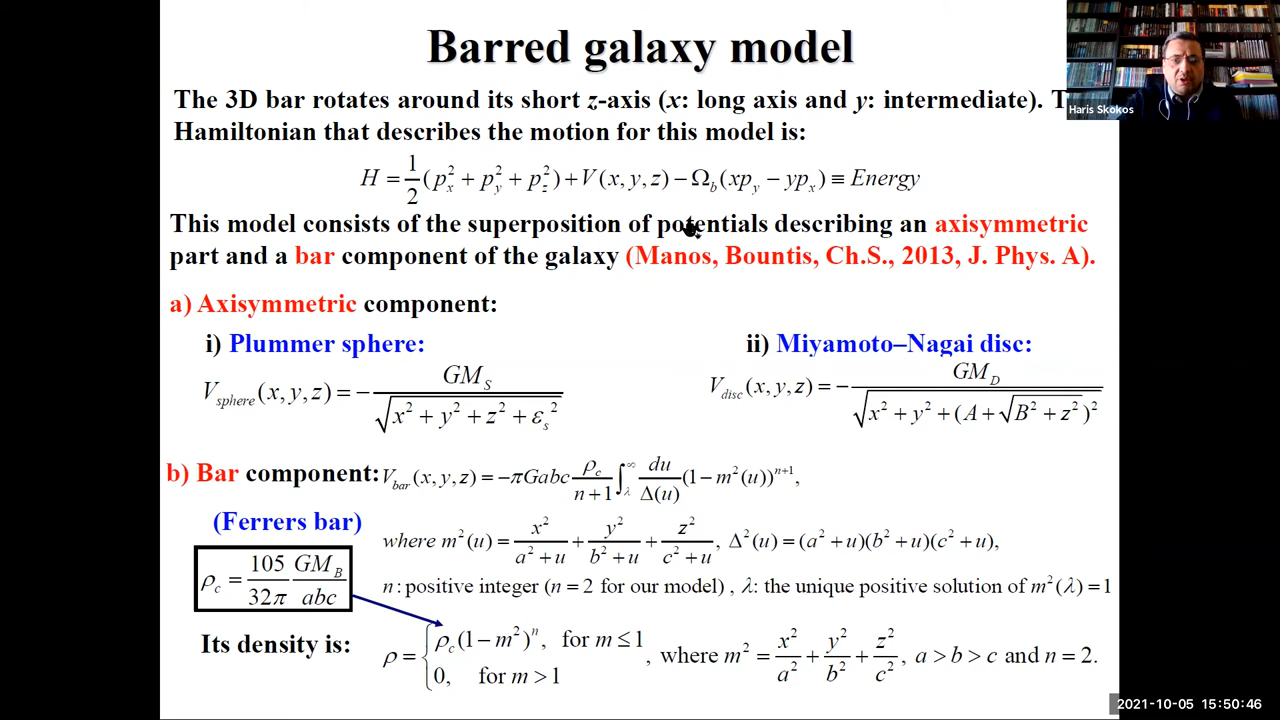 Barred galaxy model
The 3D bar rotates around its short z-axis (x: long axis and y: intermediate). T
Hamiltonian that describes the motion for this model is:
H = 1/2 (p_x^2 + p_y^2 + p_z^2) + V(x, y, z) − Ω_b(xp_y − yp_x) ≡ Energy
This model consists of the superposition of potentials describing an axisymmetric
part and a bar component of the galaxy (Manos, Bountis, Ch.S., 2013, J. Phys. A).
a) Axisymmetric component:
i) Plummer sphere:
V_sphere(x, y, z) = − GM_S / √(x^2 + y^2 + z^2 + ε_s^2)
ii) Miyamoto–Nagai disc:
V_disc(x, y, z) = − GM_D / √(x^2 + y^2 + (A + √(B^2 + z^2))^2)
b) Bar component: V_bar(x, y, z) = −πGabc ρ_c/(n+1) ∫_λ^∞ du/Δ(u) (1 − m^2(u))^{n+1},
(Ferrers bar)
where m^2(u) = x^2/(a^2 + u) + y^2/(b^2 + u) + z^2/(c^2 + u), Δ^2(u) = (a^2 + u)(b^2 + u)(c^2 + u),
ρ_c = 105/32π GM_B/abc
n: positive integer (n = 2 for our model), λ: the unique positive solution of m^2(λ) = 1
Its density is:
ρ = { ρ_c(1 − m^2)^n, for m ≤ 1
0, for m > 1
, where m^2 = x^2/a^2 + y^2/b^2 + z^2/c^2, a > b > c and n = 2.
Haris Skokos
2021-10-05 15:50:46